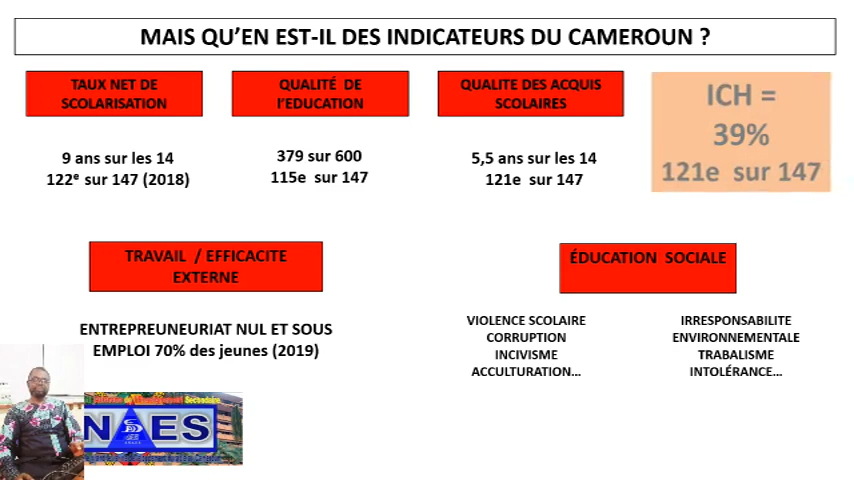 MAIS QU'EN EST-IL DES INDICATEURS DU CAMEROUN ?
TAUX NET DE
SCOLARISATION
9 ans sur les 14
122e sur 147 (2018)
QUALITÉ DE
l'EDUCATION
379 sur 600
115e sur 147
QUALITE DES ACQUIS
SCOLAIRES
5,5 ans sur les 14
121e sur 147
ICH =
39%
121e sur 147
TRAVAIL / EFFICACITE
EXTERNE
ENTREPREUNEURIAT NUL ET SOUS
EMPLOI 70% des jeunes (2019)
ÉDUCATION SOCIALE
VIOLENCE SCOLAIRE
CORRUPTION
INCIVISME
ACCULTURATION...
IRRESPONSABILITE
ENVIRONNEMENTALE
TRABALISME
INTOLÉRANCE...
Secondaire
NAES